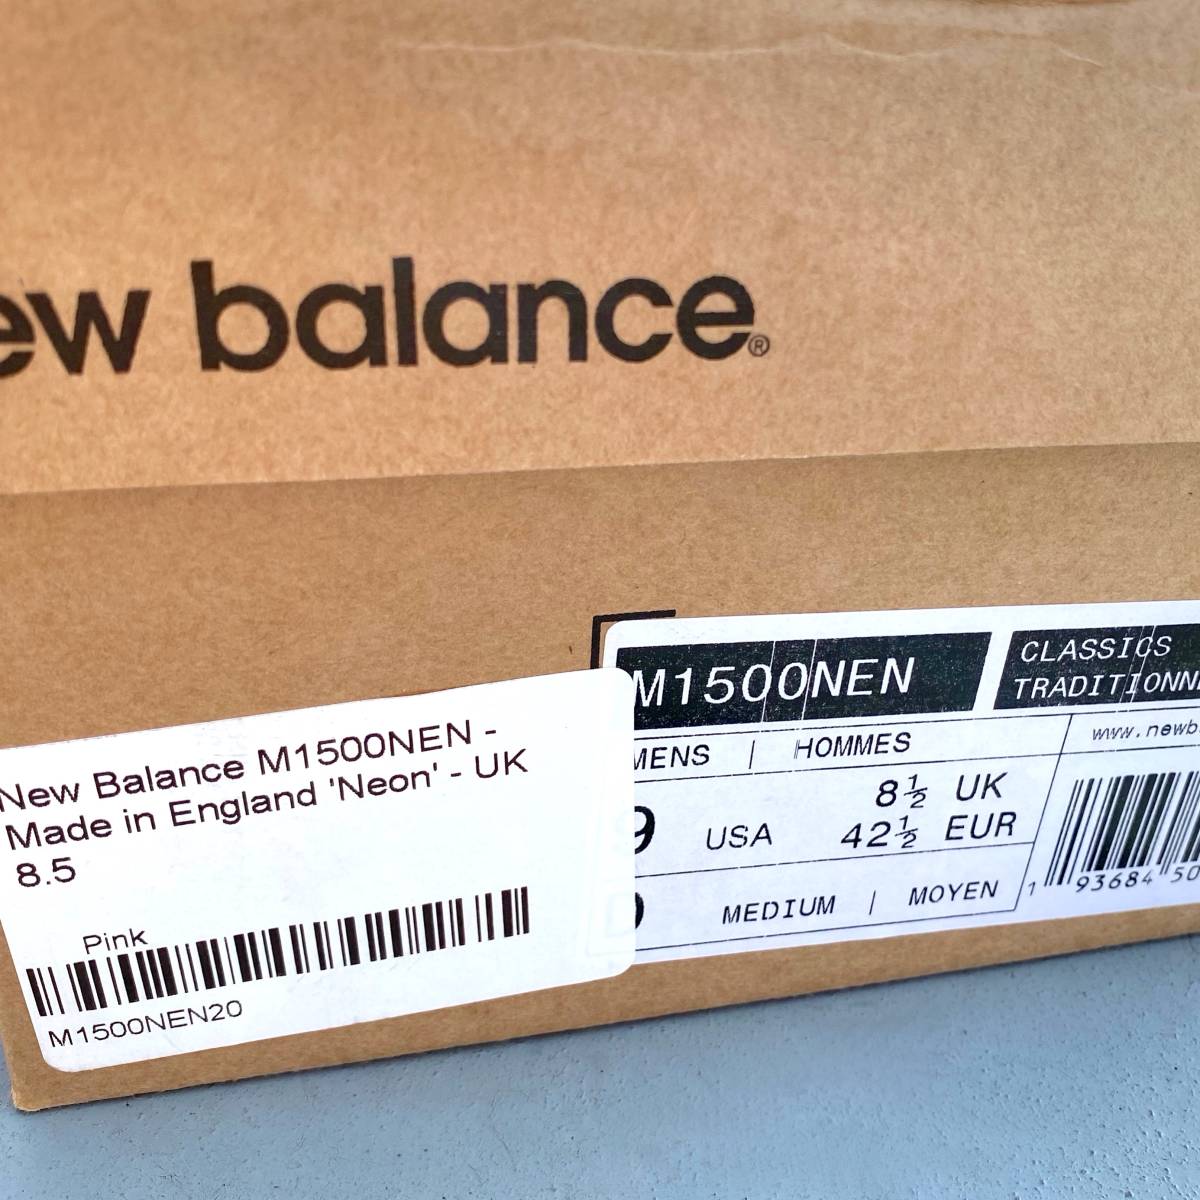 ew balance®
New Balance M1500NEN -
Made in England 'Neon' - UK
8.5
Pink
M1500NEN20
M1500NEN
CLASSICS
TRADITIONN
MENS | HOMMES
www.newb
9 USA 8½ UK
42½ EUR
D MEDIUM | MOYEN
1 93684 50